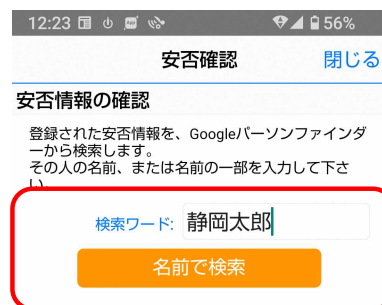 12:23 56%
安否確認 閉じる
安否情報の確認
登録された安否情報を、Googleパーソンファインダ
ーから検索します。
その人の名前、または名前の一部を入力して下さ
い。
検索ワード: 静岡太郎
名前で検索